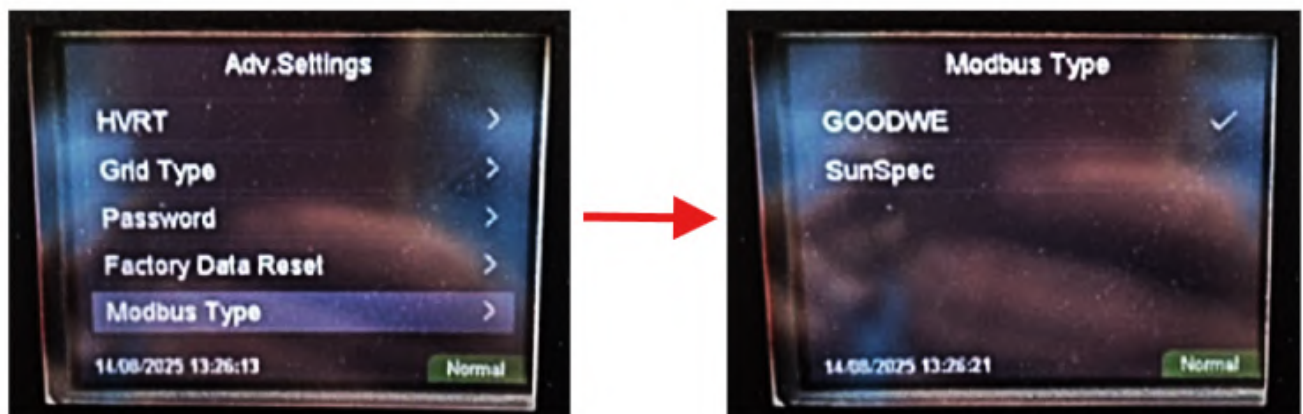 Adv.Settings
HVRT >
Grid Type >
Password >
Factory Data Reset >
Modbus Type >
14/08/2025 13:26:13 Normal
Modbus Type
GOODWE ✓
SunSpec
14/08/2025 13:26:21 Normal